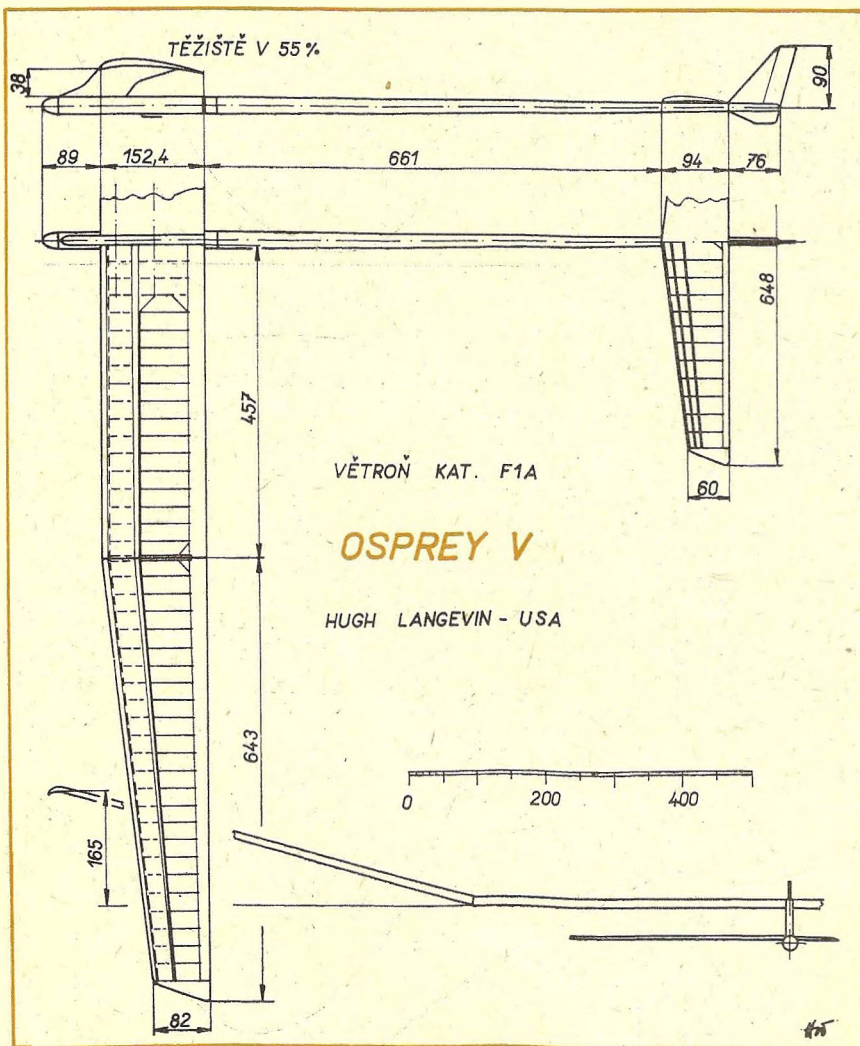 TĚŽIŠTĚ V 55%
38
90
89 152,4 661 94 76
648
457
60
VĚTROŇ KAT. F1A
OSPREY V
HUGH LANGEVIN - USA
643
0 200 400
165
82